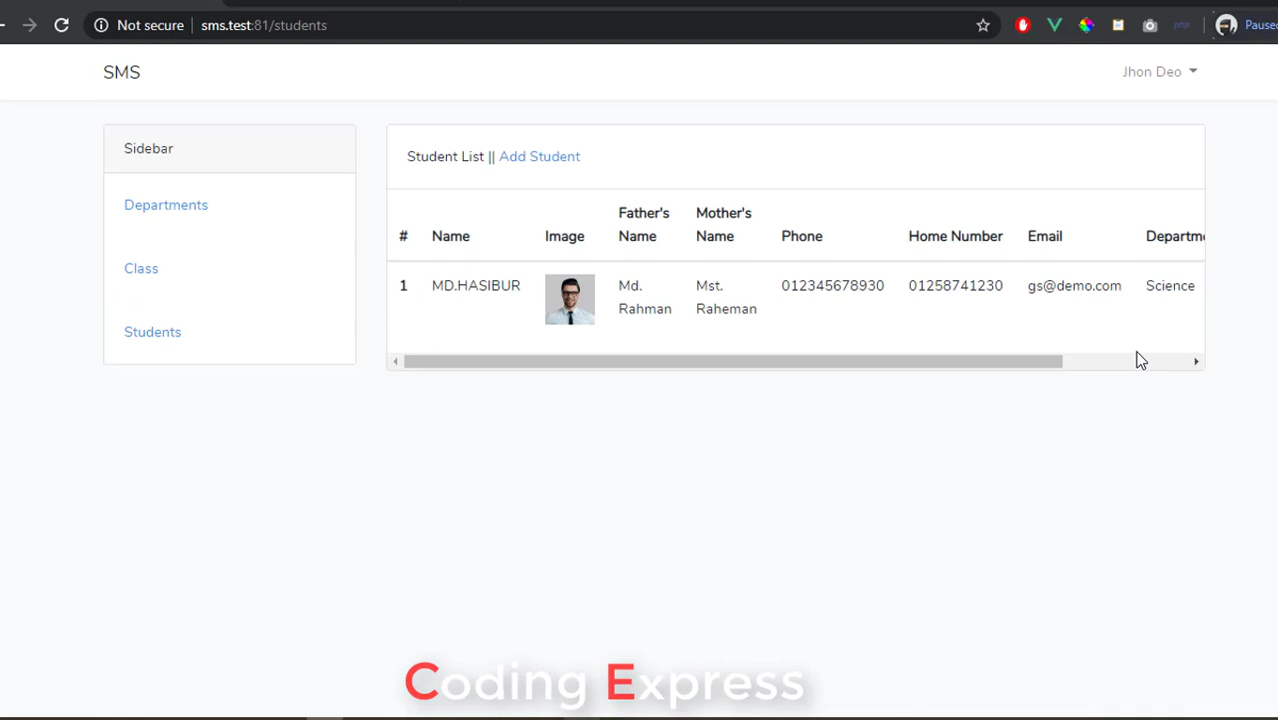 Not secure sms.test:81/students Paused
SMS
Jhon Deo
Sidebar
Departments
Class
Students
Student List || Add Student
# Name Image Father's Name Mother's Name Phone Home Number Email Departme
1 MD.HASIBUR Md. Rahman Mst. Raheman 012345678930 01258741230 gs@demo.com Science
Coding Express